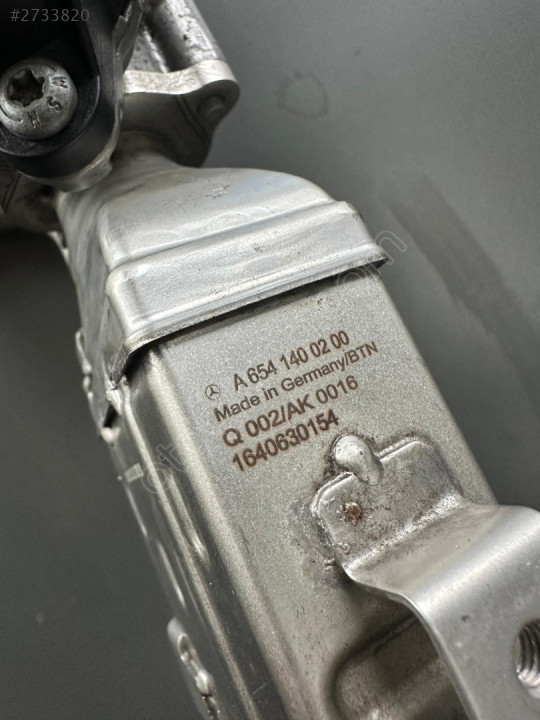 #2733820
A 654 140 02 00
Made in Germany/BTN
Q 002/AK 0016
1640630154